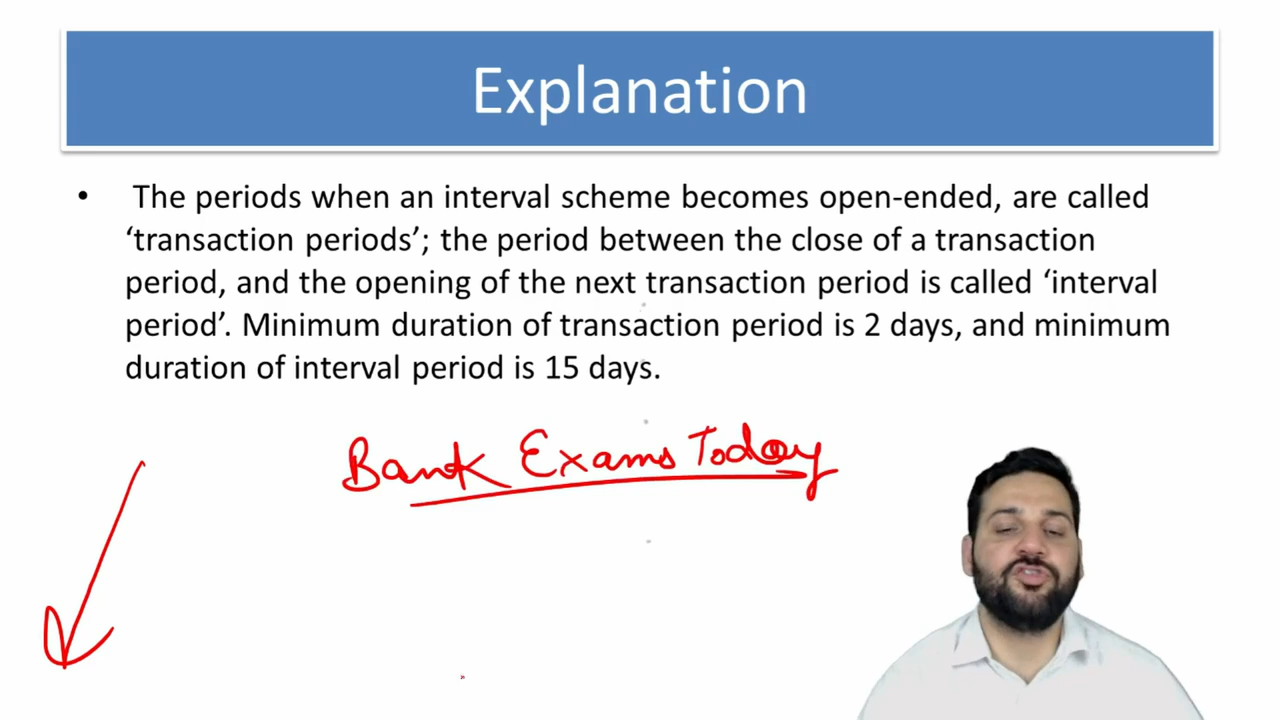 Explanation
• The periods when an interval scheme becomes open-ended, are called
‘transaction periods’; the period between the close of a transaction
period, and the opening of the next transaction period is called ‘interval
period’. Minimum duration of transaction period is 2 days, and minimum
duration of interval period is 15 days.
Bank Exams Today